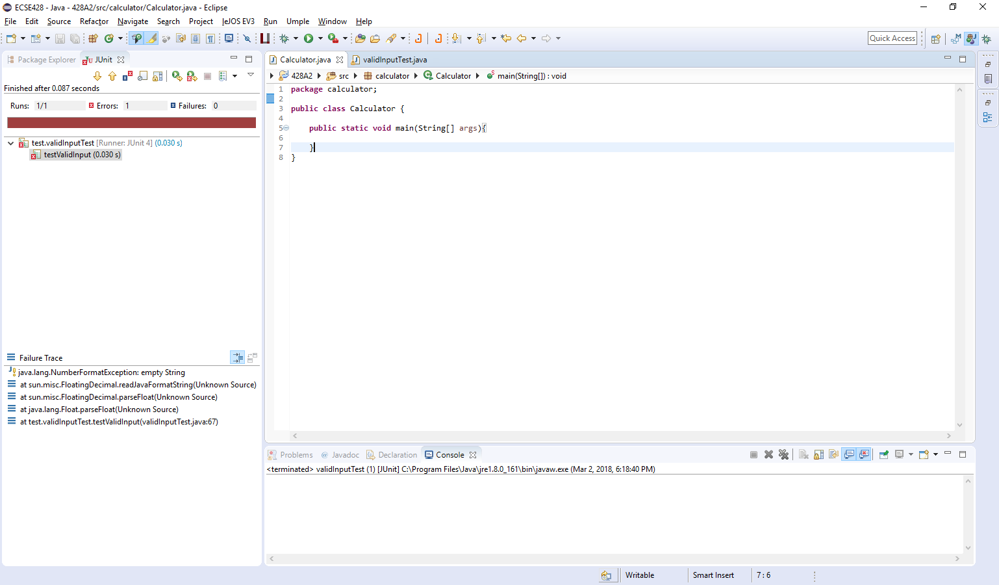 ECSE428 - Java - 428A2/src/calculator/Calculator.java - Eclipse
File Edit Source Refactor Navigate Search Project leJOS EV3 Run Umple Window Help
Quick Access
Package Explorer JUnit
Finished after 0.087 seconds
Runs: 1/1 Errors: 1 Failures: 0
test.validInputTest [Runner: JUnit 4] (0.030 s)
testValidInput (0.030 s)
Failure Trace
java.lang.NumberFormatException: empty String
at sun.misc.FloatingDecimal.readJavaFormatString(Unknown Source)
at sun.misc.FloatingDecimal.parseFloat(Unknown Source)
at java.lang.Float.parseFloat(Unknown Source)
at test.validInputTest.testValidInput(validInputTest.java:67)
Calculator.java validInputTest.java
428A2 src calculator Calculator main(String[]) : void
1 package calculator;
2
3 public class Calculator {
4
5 public static void main(String[] args){
6
7 }
8 }
Problems Javadoc Declaration Console
<terminated> validInputTest (1) [JUnit] C:\Program Files\Java\jre1.8.0_161\bin\javaw.exe (Mar 2, 2018, 6:18:40 PM)
Writable Smart Insert 7 : 6